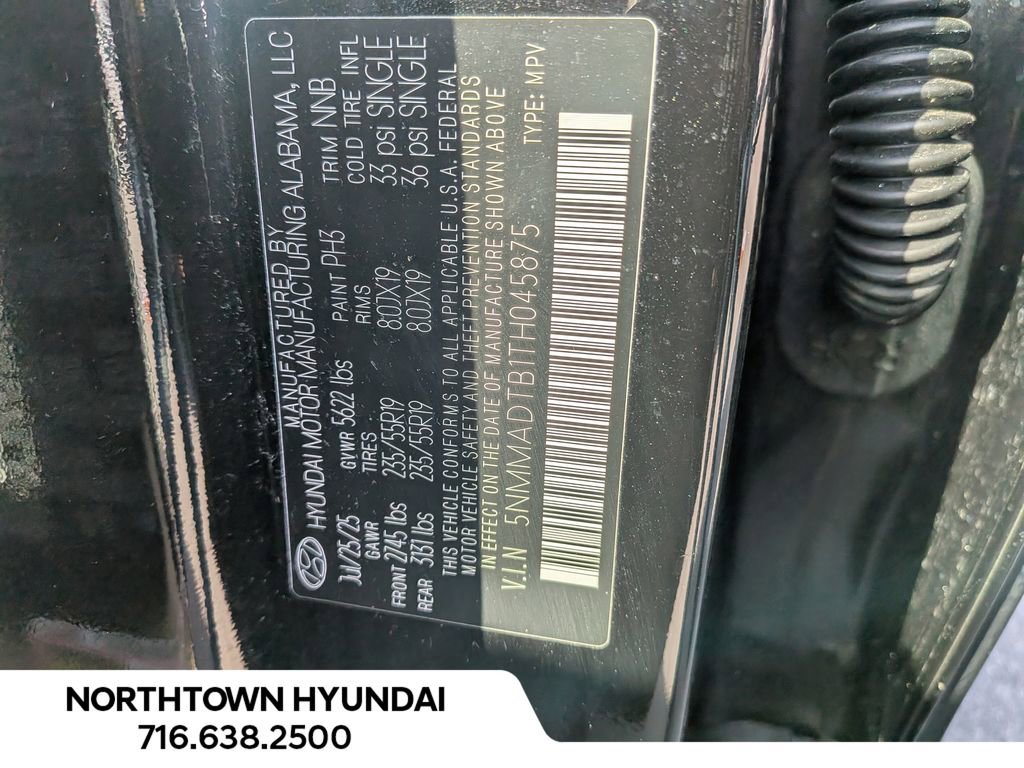 MANUFACTURED BY
HYUNDAI MOTOR MANUFACTURING ALABAMA, LLC
Jul/25/25 GVWR 5622 lbs PAINT PH3 TRIM NNB
GAWR TIRES RIMS COLD TIRE INFL
FRONT 2745 lbs 235/55R19 8.0JX19 33 psi SINGLE
REAR 3131 lbs 235/55R19 8.0JX19 36 psi SINGLE
THIS VEHICLE CONFORMS TO ALL APPLICABLE U.S.A. FEDERAL
MOTOR VEHICLE SAFETY AND THEFT PREVENTION STANDARDS
IN EFFECT ON THE DATE OF MANUFACTURE SHOWN ABOVE
V.I.N 5NMMADTB1TH045875 TYPE: MPV
NORTHTOWN HYUNDAI
716.638.2500